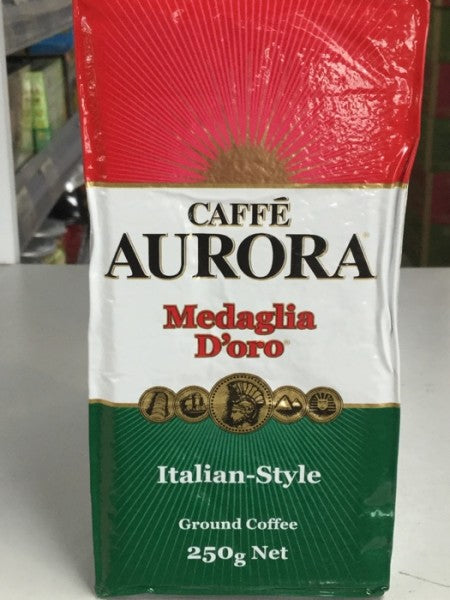 CAFFÉ
AURORA®
Medaglia
D'oro®
Italian-Style
Ground Coffee
250g Net